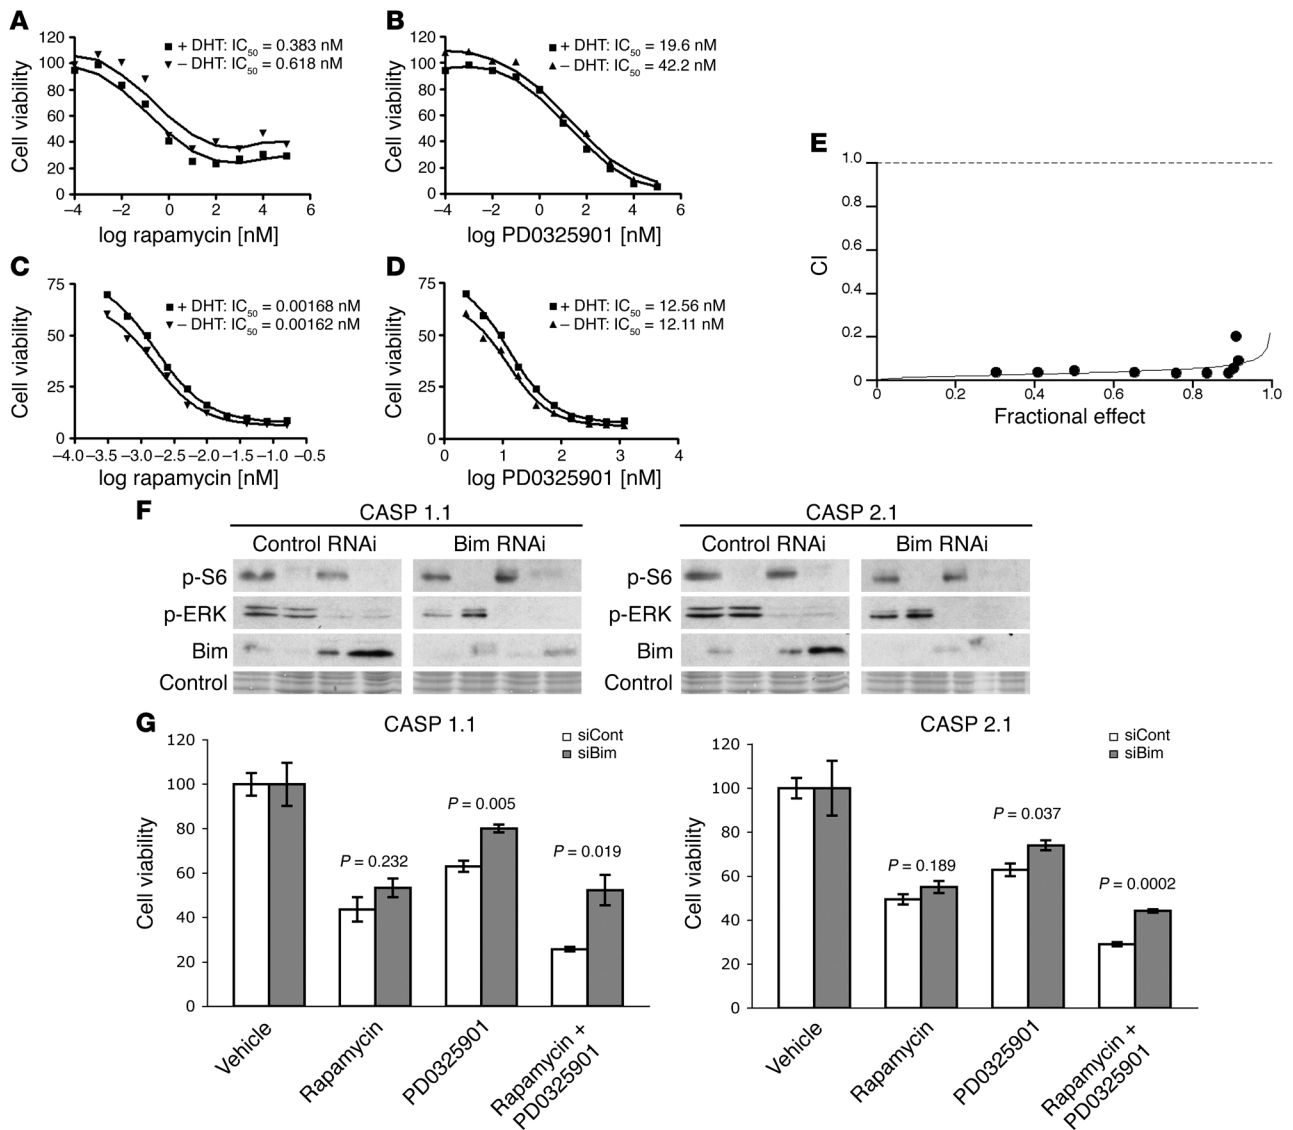 A
120
100
80
60
40
20
0
–4
–2
0
2
4
6
Cell viability
log rapamycin [nM]
+ DHT: IC50 = 0.383 nM
– DHT: IC50 = 0.618 nM
B
120
100
80
60
40
20
0
–4
–2
0
2
4
6
Cell viability
log PD0325901 [nM]
+ DHT: IC50 = 19.6 nM
– DHT: IC50 = 42.2 nM
C
75
50
25
0
–4.0
–3.5
–3.0
–2.5
–2.0
–1.5
–1.0
–0.5
Cell viability
log rapamycin [nM]
+ DHT: IC50 = 0.00168 nM
– DHT: IC50 = 0.00162 nM
D
75
50
25
0
0
1
2
3
4
Cell viability
log PD0325901 [nM]
+ DHT: IC50 = 12.56 nM
– DHT: IC50 = 12.11 nM
E
1.0
0.8
0.6
0.4
0.2
0
0
0.2
0.4
0.6
0.8
1.0
CI
Fractional effect
F
CASP 1.1
Control RNAi
Bim RNAi
p-S6
p-ERK
Bim
Control
CASP 2.1
Control RNAi
Bim RNAi
p-S6
p-ERK
Bim
Control
G
CASP 1.1
siCont
siBim
120
100
80
60
40
20
0
Cell viability
P = 0.232
P = 0.005
P = 0.019
Vehicle
Rapamycin
PD0325901
Rapamycin +
PD0325901
CASP 2.1
siCont
siBim
120
100
80
60
40
20
0
Cell viability
P = 0.189
P = 0.037
P = 0.0002
Vehicle
Rapamycin
PD0325901
Rapamycin +
PD0325901